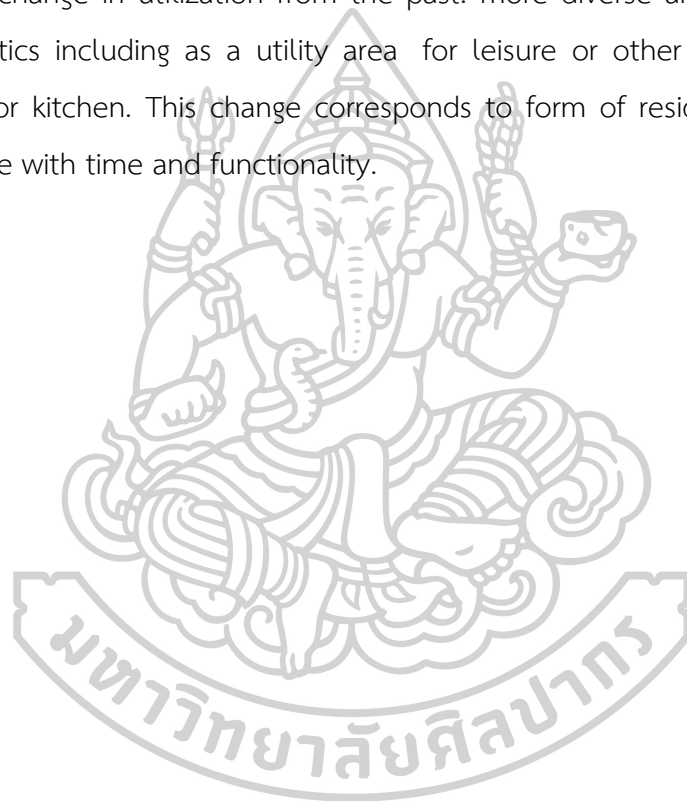 change in utilization from the past. more diverse an
tics including as a utility area for leisure or other
or kitchen. This change corresponds to form of resi
e with time and functionality.
มหาวิทยาลัยศิลปากร